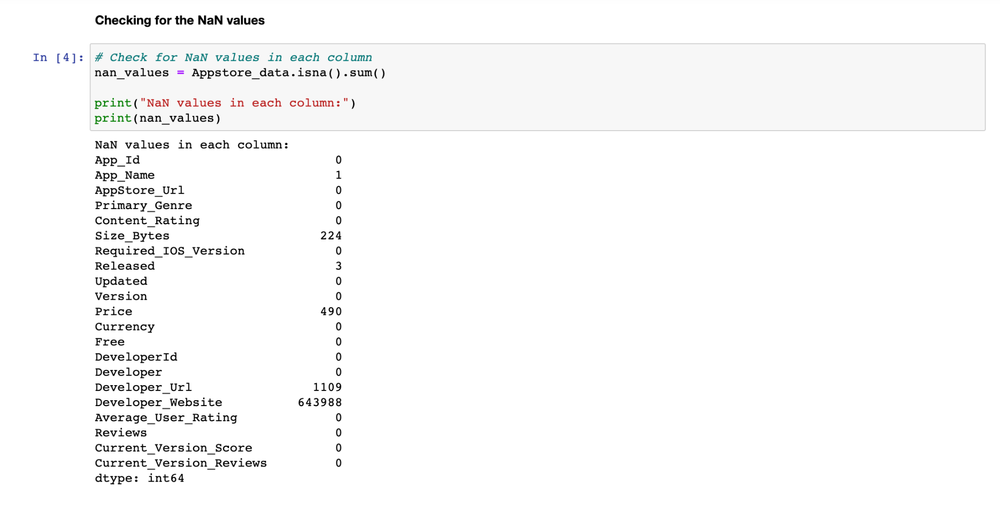 Checking for the NaN values
In [4]: # Check for NaN values in each column
nan_values = Appstore_data.isna().sum()
print("NaN values in each column:")
print(nan_values)
NaN values in each column:
App_Id 0
App_Name 1
AppStore_Url 0
Primary_Genre 0
Content_Rating 0
Size_Bytes 224
Required_IOS_Version 0
Released 3
Updated 0
Version 0
Price 490
Currency 0
Free 0
DeveloperId 0
Developer 0
Developer_Url 1109
Developer_Website 643988
Average_User_Rating 0
Reviews 0
Current_Version_Score 0
Current_Version_Reviews 0
dtype: int64